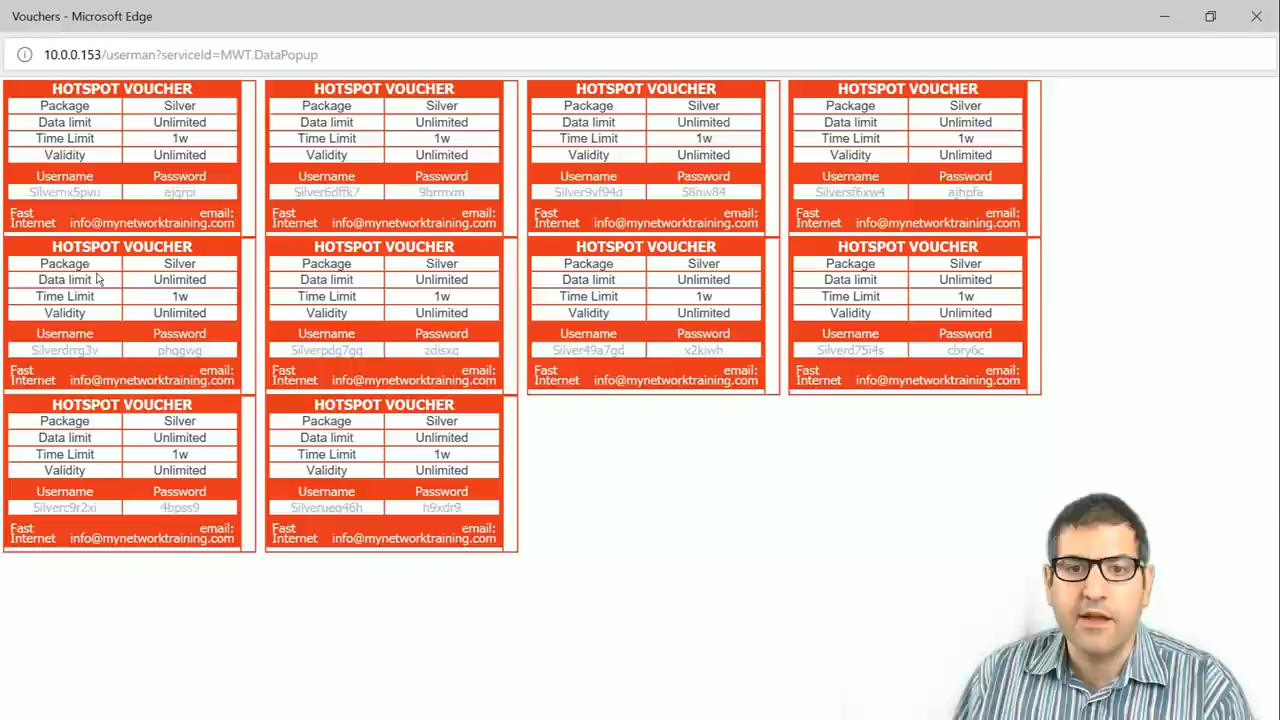 Vouchers - Microsoft Edge
10.0.0.153/userman?serviceId=MWT.DataPopup
HOTSPOT VOUCHER HOTSPOT VOUCHER HOTSPOT VOUCHER HOTSPOT VOUCHER
Package Silver Package Silver Package Silver Package Silver
Data limit Unlimited Data limit Unlimited Data limit Unlimited Data limit Unlimited
Time Limit 1w Time Limit 1w Time Limit 1w Time Limit 1w
Validity Unlimited Validity Unlimited Validity Unlimited Validity Unlimited
Username Password Username Password Username Password Username Password
Fast email: Fast email: Fast email: Fast email:
Internet info@mynetworktraining.com Internet info@mynetworktraining.com Internet info@mynetworktraining.com Internet info@mynetworktraining.com
HOTSPOT VOUCHER HOTSPOT VOUCHER HOTSPOT VOUCHER HOTSPOT VOUCHER
Package Silver Package Silver Package Silver Package Silver
Data limit Unlimited Data limit Unlimited Data limit Unlimited Data limit Unlimited
Time Limit 1w Time Limit 1w Time Limit 1w Time Limit 1w
Validity Unlimited Validity Unlimited Validity Unlimited Validity Unlimited
Username Password Username Password Username Password Username Password
Silver49a7gd x2kiwh
Fast email: Fast email: Fast email: Fast email:
Internet info@mynetworktraining.com Internet info@mynetworktraining.com Internet info@mynetworktraining.com Internet info@mynetworktraining.com
HOTSPOT VOUCHER HOTSPOT VOUCHER
Package Silver Package Silver
Data limit Unlimited Data limit Unlimited
Time Limit 1w Time Limit 1w
Validity Unlimited Validity Unlimited
Username Password Username Password
Silverc9r2xi 4bpss9 h9xdr9
Fast email: Fast email:
Internet info@mynetworktraining.com Internet info@mynetworktraining.com